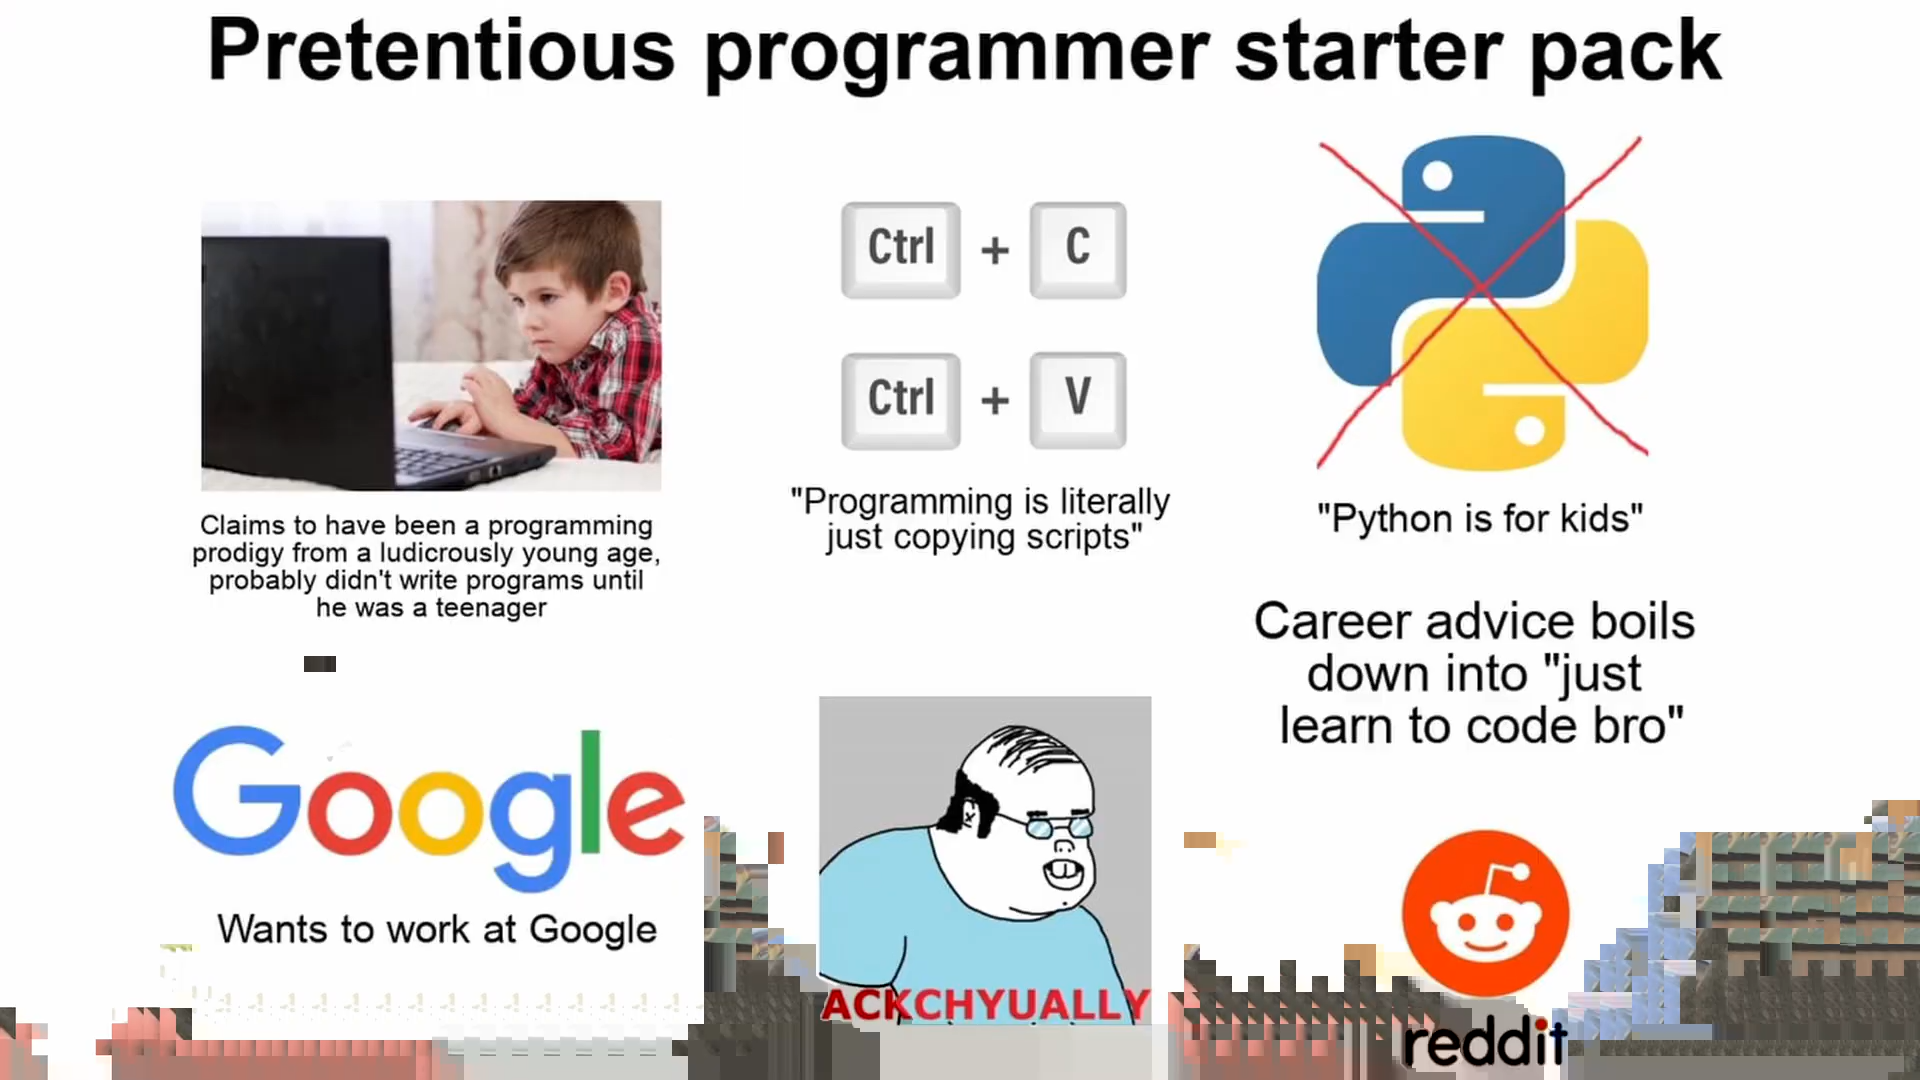 Pretentious programmer starter pack
Ctrl + C
Ctrl + V
Claims to have been a programming
prodigy from a ludicrously young age,
probably didn't write programs until
he was a teenager
"Programming is literally
just copying scripts"
"Python is for kids"
Career advice boils
down into "just
learn to code bro"
Google
Wants to work at Google
ACKCHYUALLY
reddit